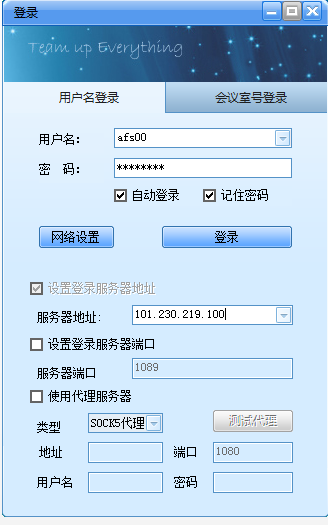 登录
Team up Everything
用户名登录 会议室号登录
用户名: afs00
密 码: ********
自动登录 记住密码
网络设置 登录
设置登录服务器地址
服务器地址: 101.230.219.100
设置登录服务器端口
服务器端口 1089
使用代理服务器
类型 SOCK5代理 测试代理
地址 端口 1080
用户名 密码